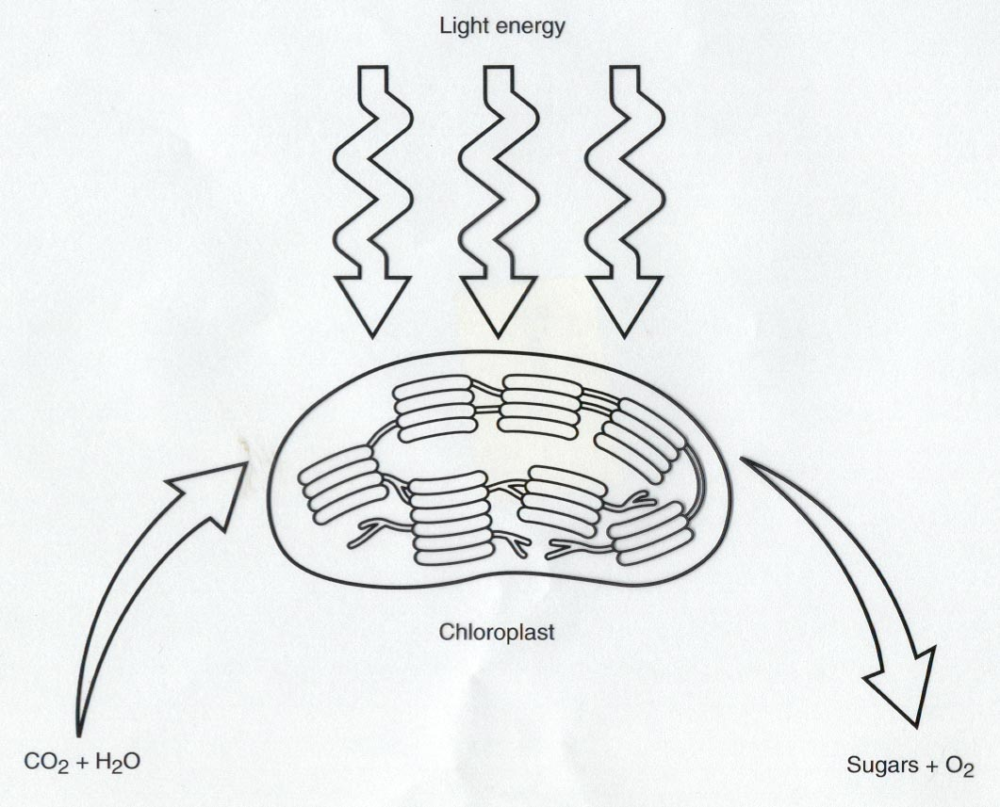 Light energy
Chloroplast
CO₂ + H₂O
Sugars + O₂